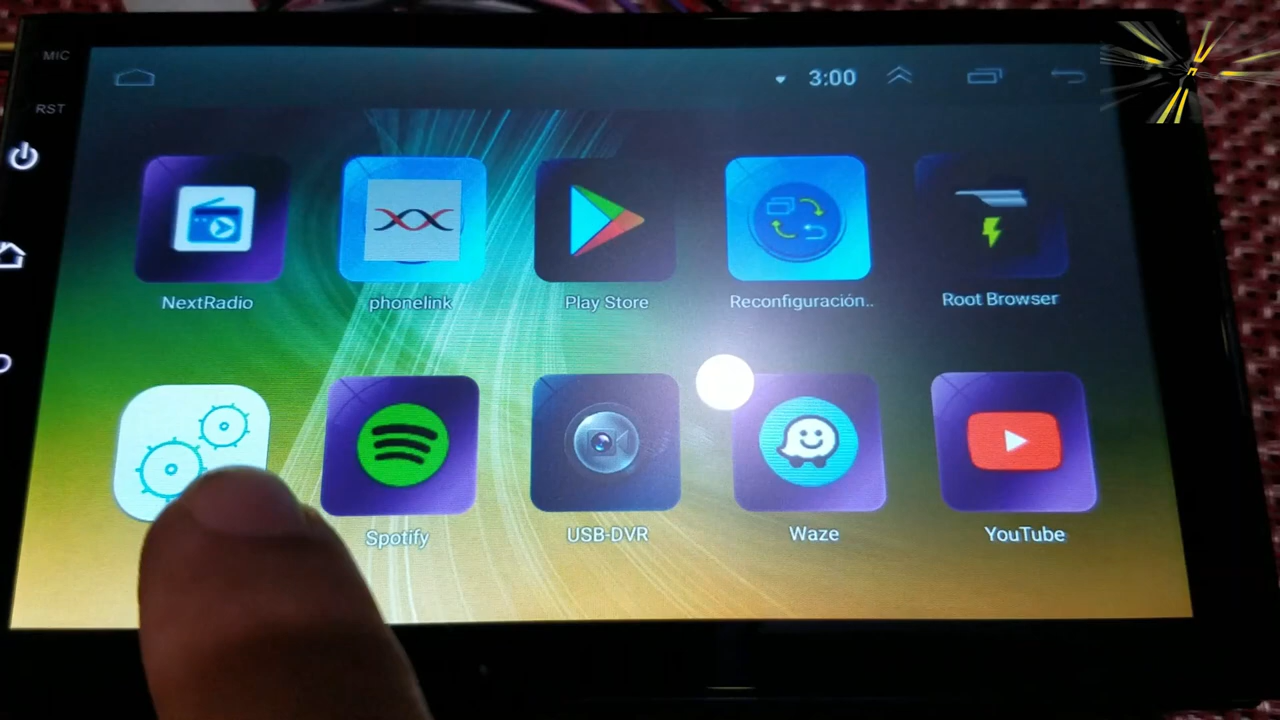 MIC
3:00
RST
NextRadio
phonelink
Play Store
Reconfiguración..
Root Browser
Spotify
USB-DVR
Waze
YouTube